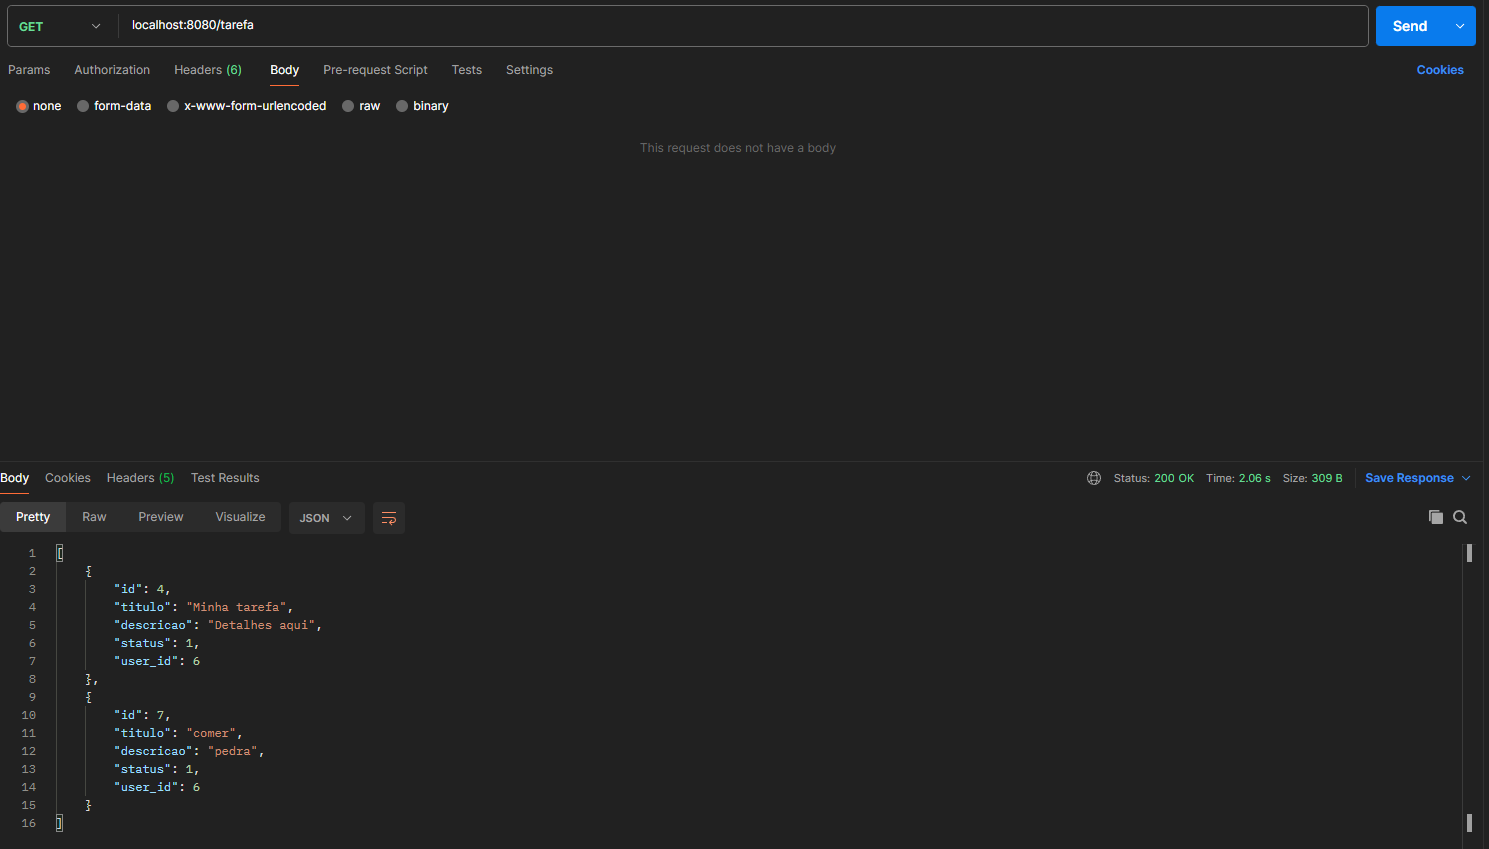 GET localhost:8080/tarefa Send
Params Authorization Headers (6) Body Pre-request Script Tests Settings Cookies
none form-data x-www-form-urlencoded raw binary
This request does not have a body
Body Cookies Headers (5) Test Results Status: 200 OK Time: 2.06 s Size: 309 B Save Response
Pretty Raw Preview Visualize JSON
1 [
2 {
3 "id": 4,
4 "titulo": "Minha tarefa",
5 "descricao": "Detalhes aqui",
6 "status": 1,
7 "user_id": 6
8 },
9 {
10 "id": 7,
11 "titulo": "comer",
12 "descricao": "pedra",
13 "status": 1,
14 "user_id": 6
15 }
16 ]